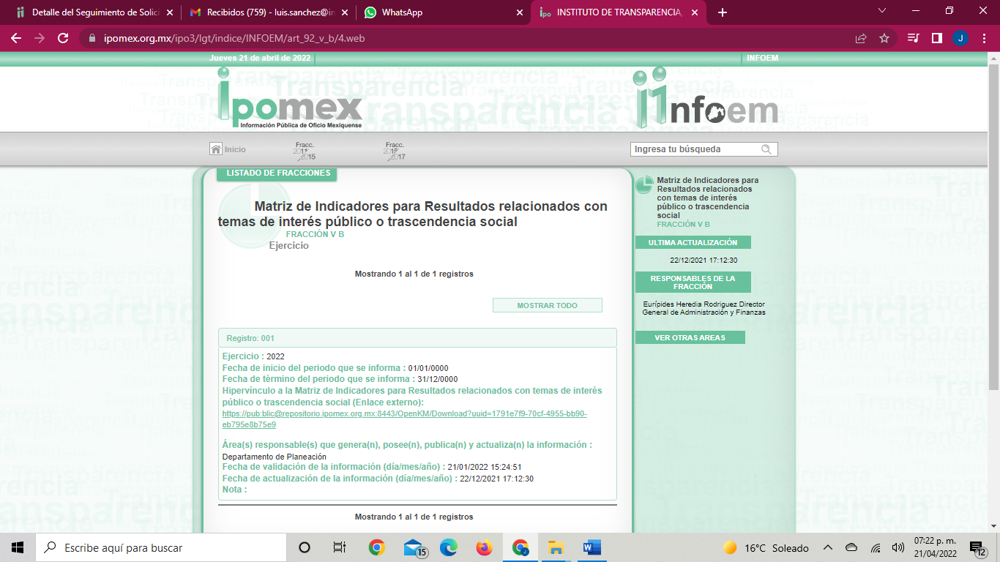 Detalle del Seguimiento de Solici
Recibidos (759) - luis.sanchez@in
WhatsApp
INSTITUTO DE TRANSPARENCIA,
ipomex.org.mx/ipo3/lgt/indice/INFOEM/art_92_v_b/4.web
J
Jueves 21 de abril de 2022
INFOEM
ipomex
Información Pública de Oficio Mexiquense
infoem
Inicio
Fracc.
2015
Fracc.
2017
Ingresa tu búsqueda
LISTADO DE FRACCIONES
Matriz de Indicadores para Resultados relacionados con
temas de interés público o trascendencia social
FRACCIÓN V B
Ejercicio
Mostrando 1 al 1 de 1 registros
MOSTRAR TODO
Registro: 001
Ejercicio : 2022
Fecha de inicio del periodo que se informa : 01/01/0000
Fecha de término del periodo que se informa : 31/12/0000
Hipervínculo a la Matriz de Indicadores para Resultados relacionados con temas de interés
público o trascendencia social (Enlace externo):
https://pub:blic@repositorio.ipomex.org.mx:8443/OpenKM/Download?uuid=1791e7f9-70cf-4955-bb90-
eb795e8b75e9
Área(s) responsable(s) que genera(n), posee(n), publica(n) y actualiza(n) la información :
Departamento de Planeación
Fecha de validación de la información (día/mes/año) : 21/01/2022 15:24:51
Fecha de actualización de la información (día/mes/año) : 22/12/2021 17:12:30
Nota :
Mostrando 1 al 1 de 1 registros
Matriz de Indicadores para
Resultados relacionados
con temas de interés
público o trascendencia
social
FRACCIÓN V B
ULTIMA ACTUALIZACIÓN
22/12/2021 17:12:30
RESPONSABLES DE LA
FRACCIÓN
Eurípides Heredia Rodriguez Director
General de Administración y Finanzas
VER OTRAS AREAS
Escribe aquí para buscar
15
16°C Soleado
07:22 p. m.
21/04/2022
12